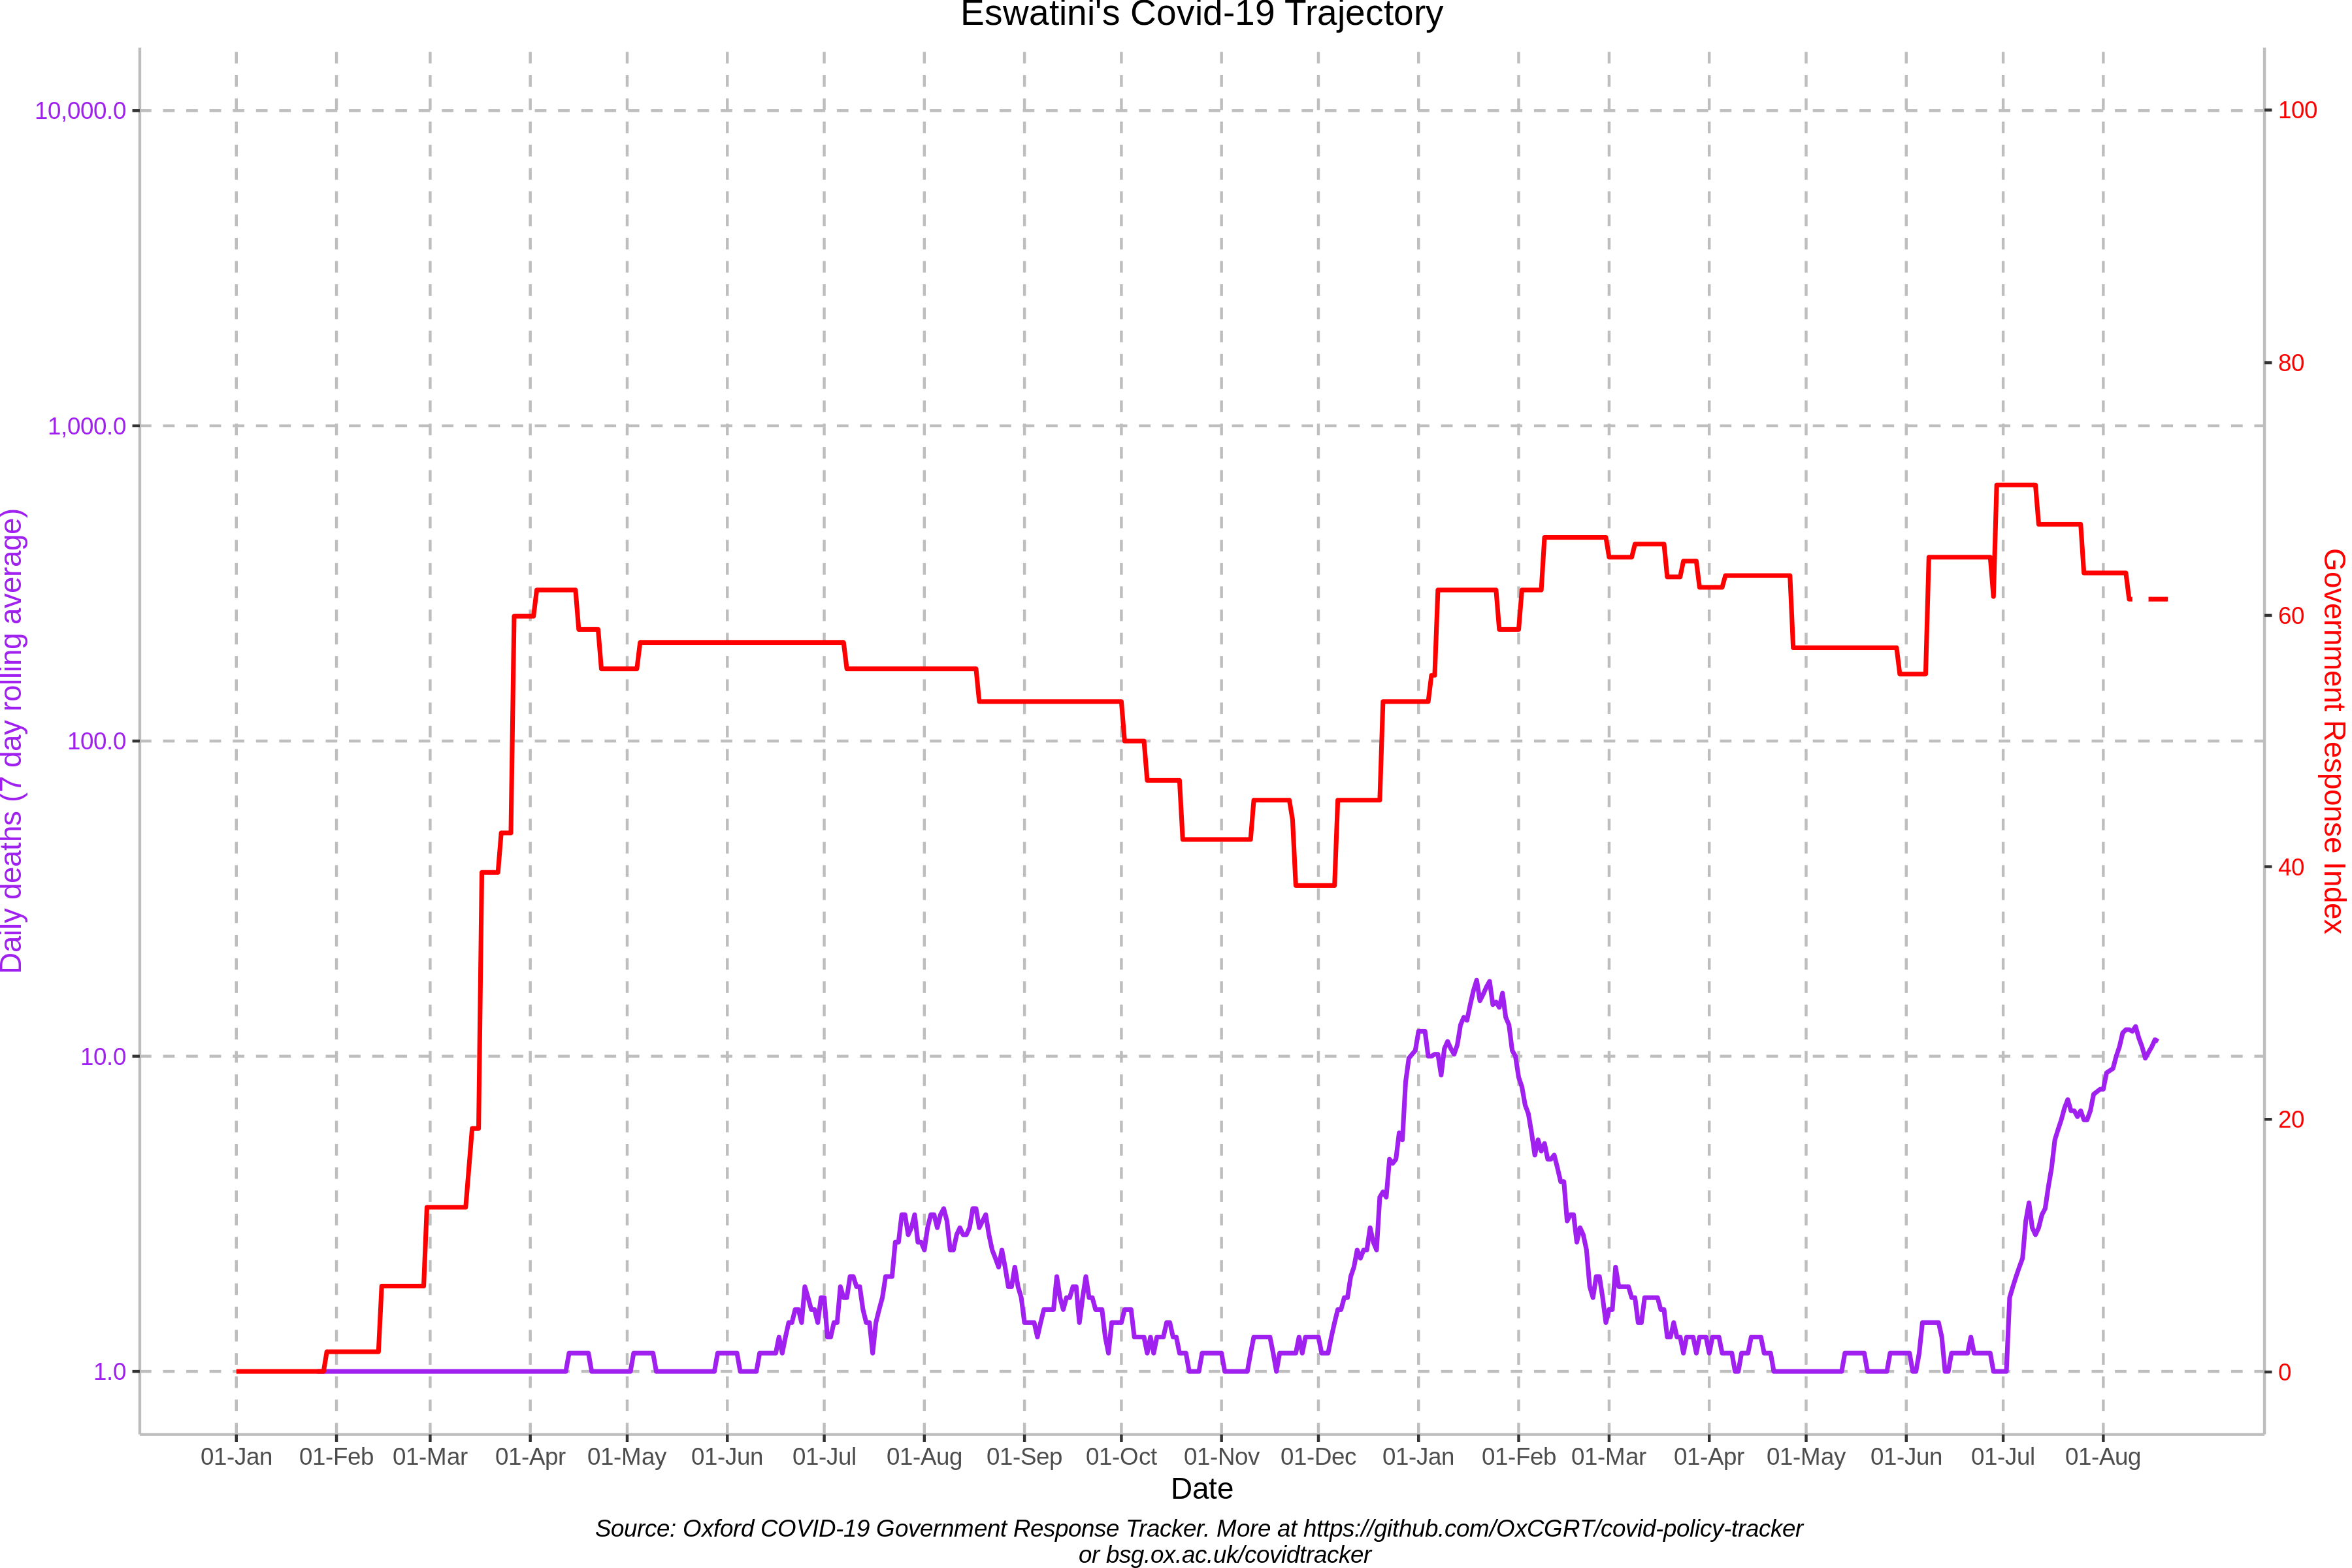 Eswatini's Covid-19 Trajectory
10,000.0
1,000.0
100.0
10.0
1.0
Daily deaths (7 day rolling average)
100
80
60
40
20
0
Government Response Index
01-Jan 01-Feb 01-Mar 01-Apr 01-May 01-Jun 01-Jul 01-Aug 01-Sep 01-Oct 01-Nov 01-Dec 01-Jan 01-Feb 01-Mar 01-Apr 01-May 01-Jun 01-Jul 01-Aug
Date
Source: Oxford COVID-19 Government Response Tracker. More at https://github.com/OxCGRT/covid-policy-tracker
or bsg.ox.ac.uk/covidtracker